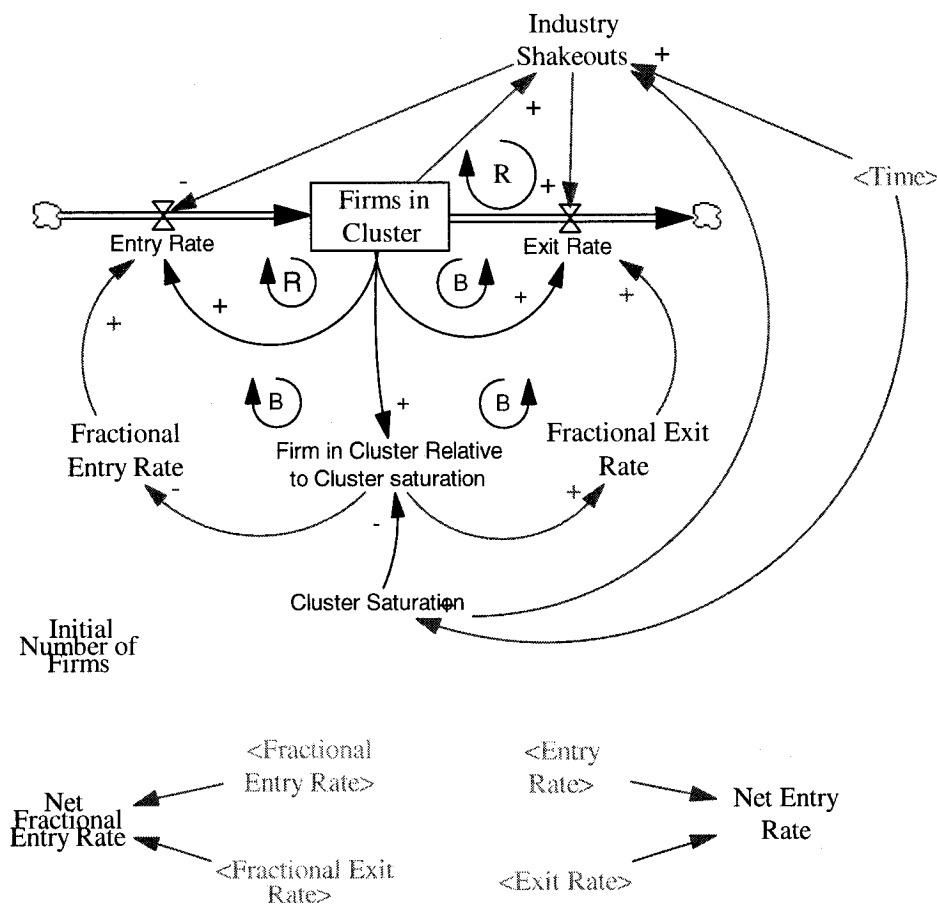 Industry
Shakeouts
+
+
<Time>
R
+
-
Firms in
Cluster
Entry Rate
Exit Rate
R
B
+
+
+
+
B
B
+
Fractional
Entry Rate
Firm in Cluster Relative
to Cluster saturation
Fractional Exit
Rate
-
+
-
Cluster Saturation
+
Initial
Number of
Firms
<Fractional
Entry Rate>
<Entry
Rate>
Net
Fractional
Entry Rate
Net Entry
Rate
<Fractional Exit
Rate>
<Exit Rate>